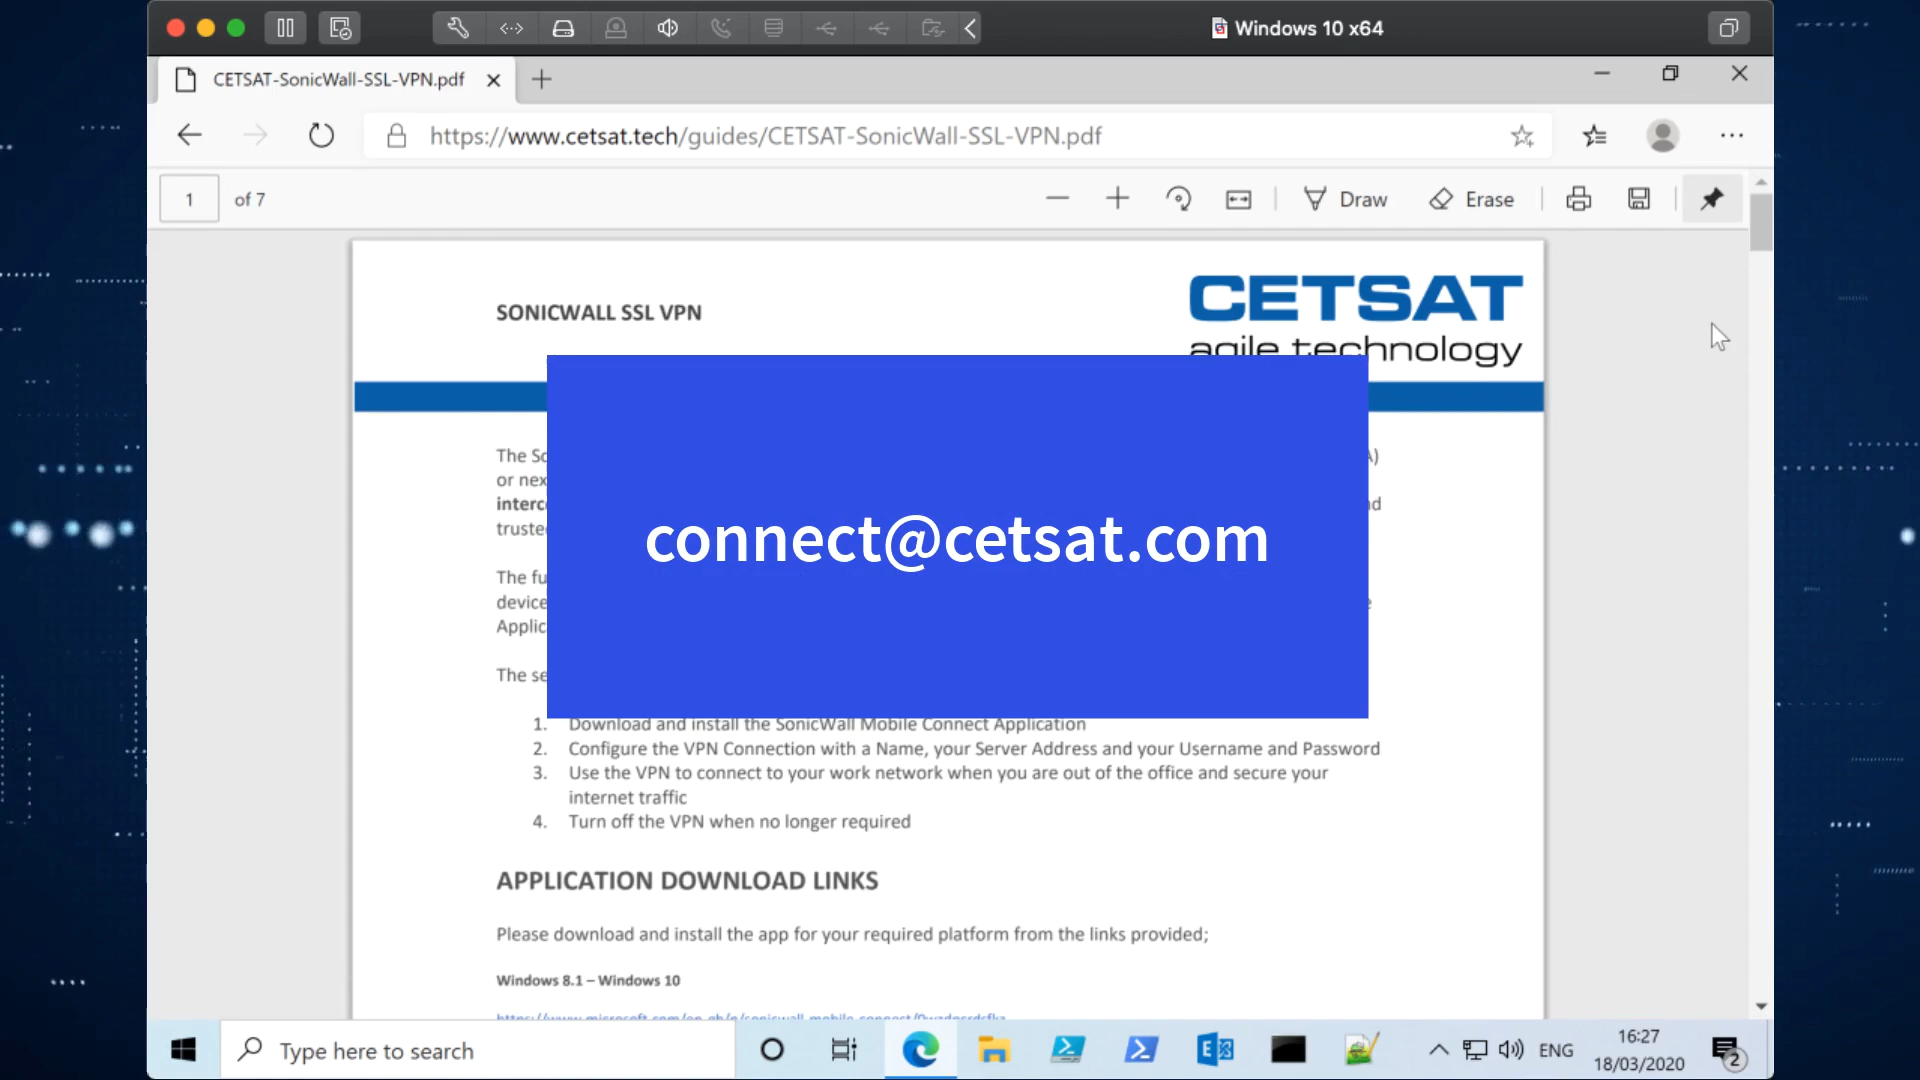 Windows 10 x64
CETSAT-SonicWall-SSL-VPN.pdf
https://www.cetsat.tech/guides/CETSAT-SonicWall-SSL-VPN.pdf
1 of 7
Draw
Erase
SONICWALL SSL VPN
CETSAT
agile technology
The
A)
or
trusted
connect@cetsat.com
The
device
The
1. Download and install the SonicWall Mobile Connect Application
2. Configure the VPN Connection with a Name, your Server Address and your Username and Password
3. Use the VPN to connect to your work network when you are out of the office and secure your
internet traffic
4. Turn off the VPN when no longer required
APPLICATION DOWNLOAD LINKS
Please download and install the app for your required platform from the links provided;
Windows 8.1 – Windows 10
Type here to search
ENG
16:27
18/03/2020
2